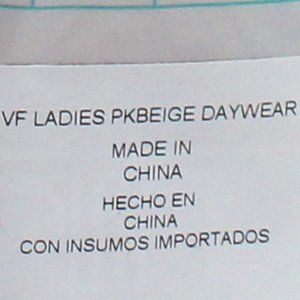 VF LADIES PKBEIGE DAYWEAR
MADE IN
CHINA
HECHO EN
CHINA
CON INSUMOS IMPORTADOS